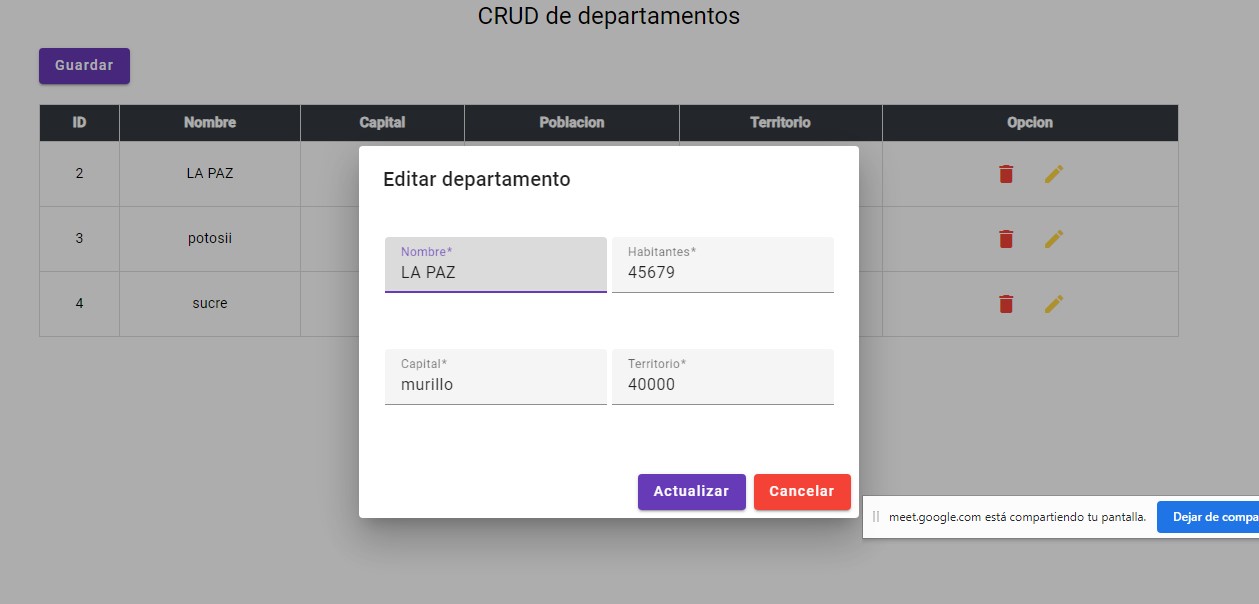 CRUD de departamentos
Guardar
ID Nombre Capital Poblacion Territorio Opcion
2 LA PAZ
3 potosii
4 sucre
Editar departamento
Nombre* Habitantes*
LA PAZ 45679
Capital* Territorio*
murillo 40000
Actualizar Cancelar
meet.google.com está compartiendo tu pantalla. Dejar de compa